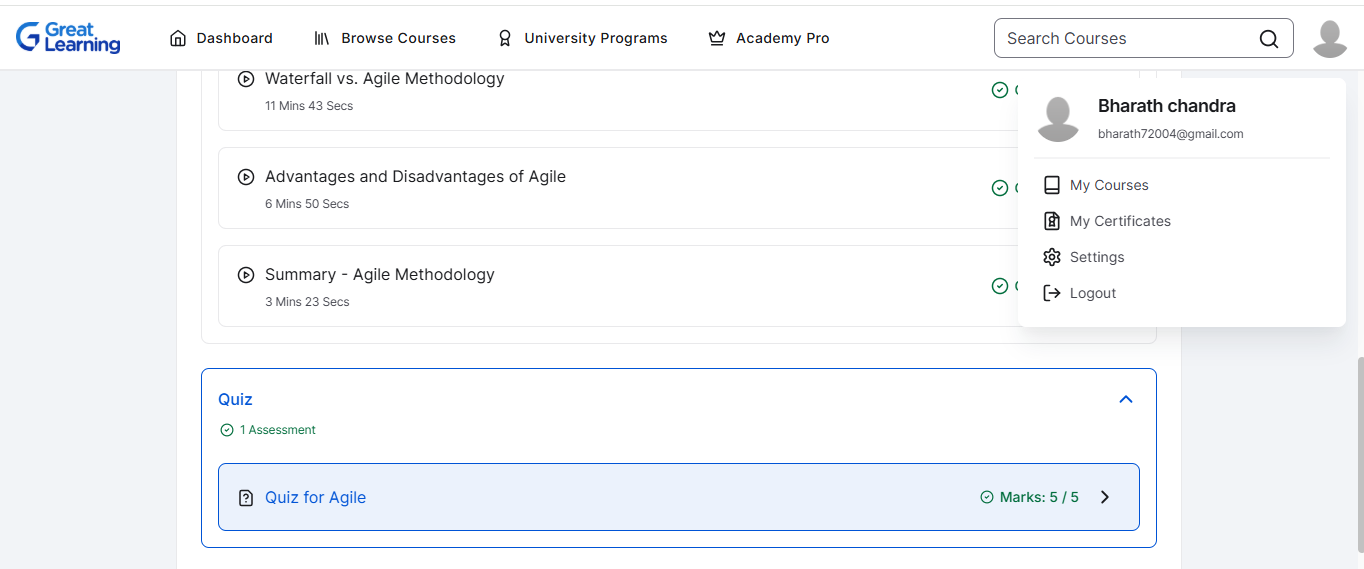 Great Learning
Dashboard
Browse Courses
University Programs
Academy Pro
Search Courses
Waterfall vs. Agile Methodology
11 Mins 43 Secs
Advantages and Disadvantages of Agile
6 Mins 50 Secs
Summary - Agile Methodology
3 Mins 23 Secs
Bharath chandra
bharath72004@gmail.com
My Courses
My Certificates
Settings
Logout
Quiz
1 Assessment
Quiz for Agile
Marks: 5 / 5